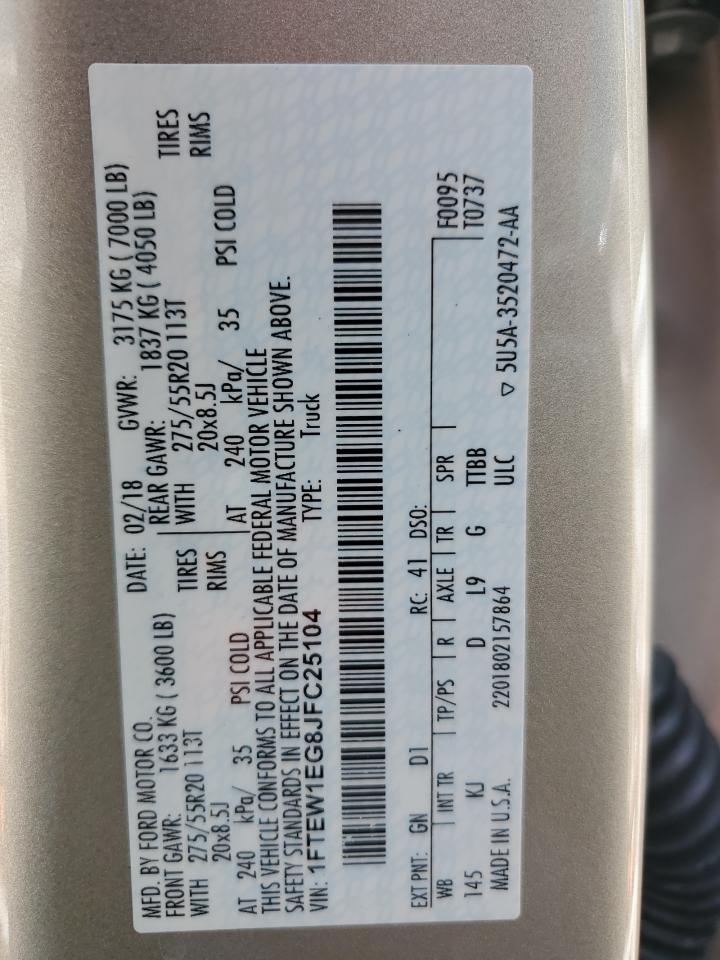 MFD. BY FORD MOTOR CO. DATE: 02/18 GVWR: 3175 KG ( 7000 LB)
FRONT GAWR: 1633 KG ( 3600 LB) REAR GAWR: 1837 KG ( 4050 LB)
WITH 275/55R20 113T TIRES WITH 275/55R20 113T TIRES
20x8.5J RIMS 20x8.5J RIMS
AT 240 kPa/ 35 PSI COLD AT 240 kPa/ 35 PSI COLD
THIS VEHICLE CONFORMS TO ALL APPLICABLE FEDERAL MOTOR VEHICLE
SAFETY STANDARDS IN EFFECT ON THE DATE OF MANUFACTURE SHOWN ABOVE.
VIN: 1FTEW1EG8JFC25104 TYPE: Truck
EXT PNT: GN D1 RC: 41 DSO: F0095
WB INT TR TP/PS R AXLE TR SPR T0737
145 KJ D L9 G TTBB
MADE IN U.S.A. 2201802157864 ULC ▽ 5U5A-3520472-AA